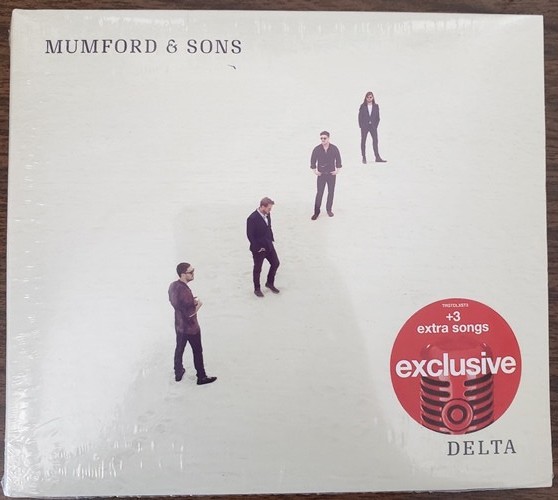 MUMFORD & SONS
+3
extra songs
exclusive
DELTA